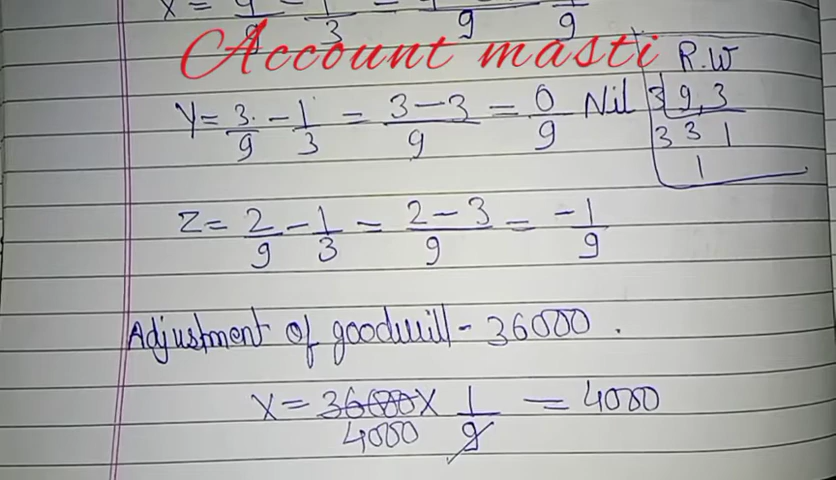 X = 
Account masti
R.W
Y = 3/9 - 1/3 = 3-3/9 = 0/9 Nil
3 9,3
3 3 1
1
Z = 2/9 - 1/3 = 2-3/9 = -1/9
Adjustment of goodwill - 36000.
X = 36000 x 1/9 = 4000
4000